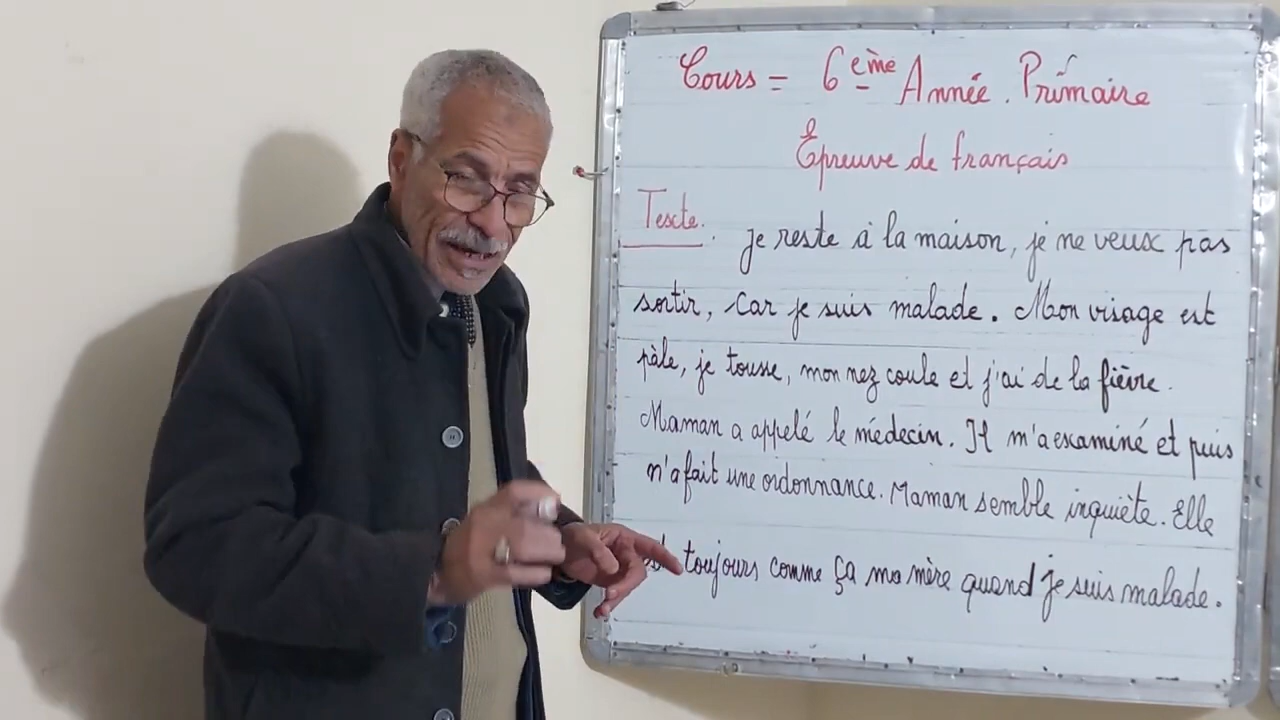 Cours = 6ème Année. Primaire
Épreuve de français
Texte. Je reste à la maison, je ne veux pas
sortir, car je suis malade. Mon visage est
pâle, je tousse, mon nez coule et j'ai de la fièvre.
Maman a appelé le médecin. Il m'a examiné et puis
m'a fait une ordonnance. Maman semble inquiète. Elle
est toujours comme ça ma mère quand je suis malade.